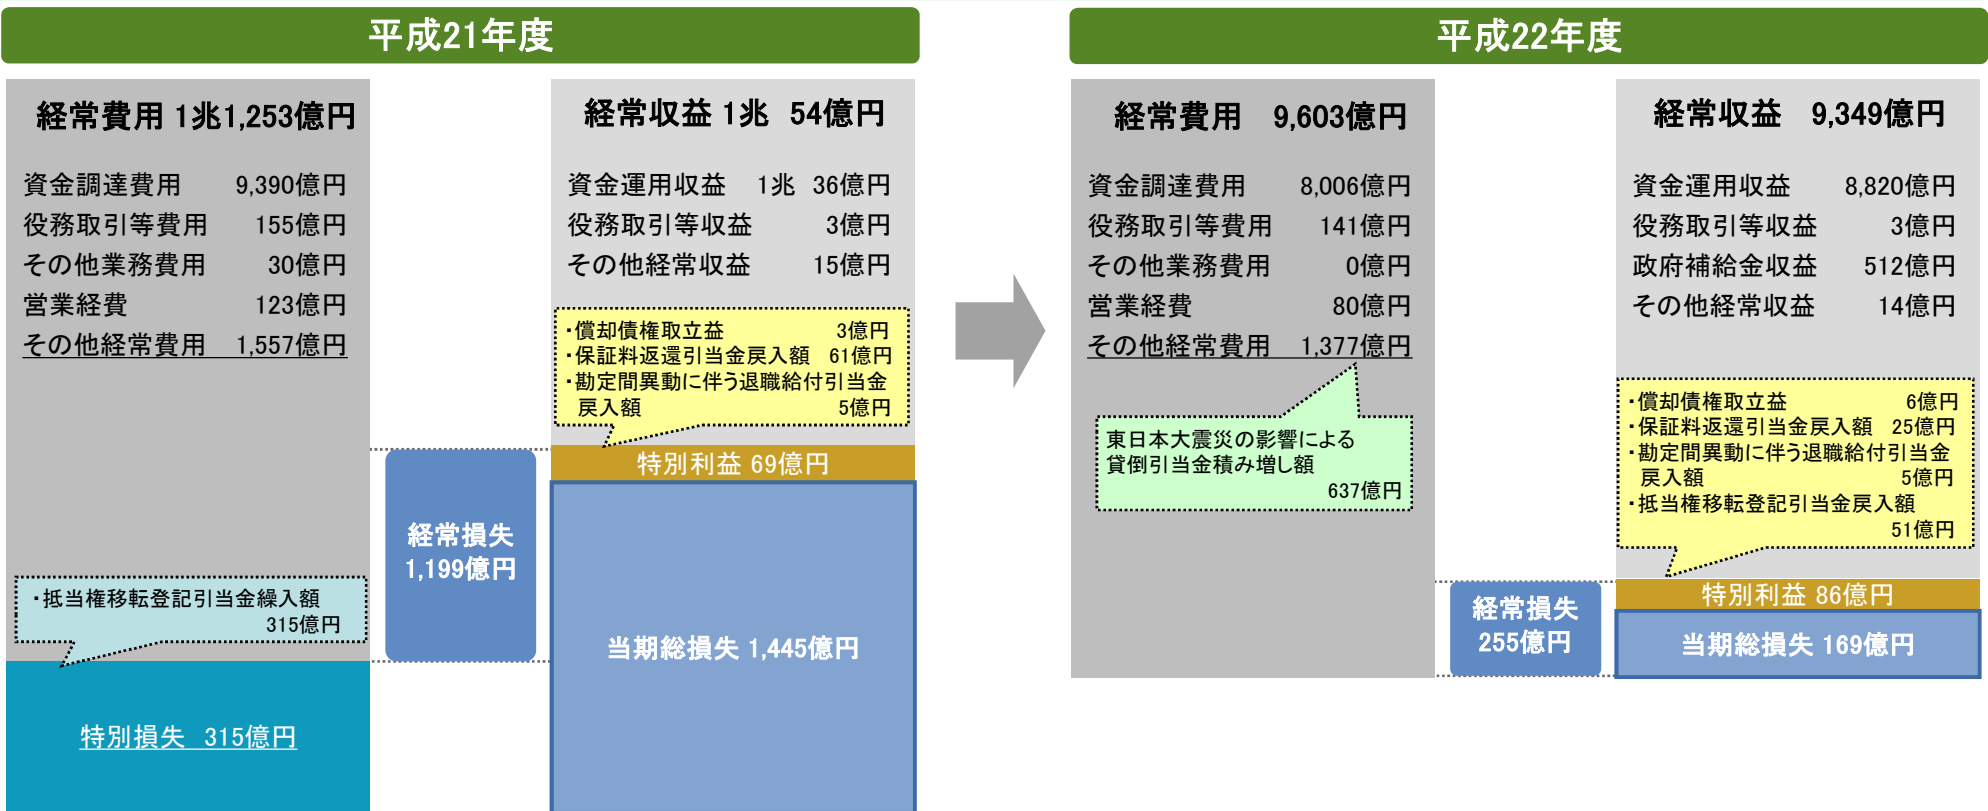 平成21年度
経常費用 1兆1,253億円
資金調達費用 9,390億円
役務取引等費用 155億円
その他業務費用 30億円
営業経費 123億円
その他経常費用 1,557億円
・抵当権移転登記引当金繰入額
315億円
特別損失 315億円
経常損失
1,199億円
経常収益 1兆 54億円
資金運用収益 1兆 36億円
役務取引等収益 3億円
その他経常収益 15億円
・償却債権取立益 3億円
・保証料返還引当金戻入額 61億円
・勘定間異動に伴う退職給付引当金
戻入額 5億円
特別利益 69億円
当期総損失 1,445億円
平成22年度
経常費用 9,603億円
資金調達費用 8,006億円
役務取引等費用 141億円
その他業務費用 0億円
営業経費 80億円
その他経常費用 1,377億円
東日本大震災の影響による
貸倒引当金積み増し額
637億円
経常損失
255億円
経常収益 9,349億円
資金運用収益 8,820億円
役務取引等収益 3億円
政府補給金収益 512億円
その他経常収益 14億円
・償却債権取立益 6億円
・保証料返還引当金戻入額 25億円
・勘定間異動に伴う退職給付引当金
戻入額 5億円
・抵当権移転登記引当金戻入額
51億円
特別利益 86億円
当期総損失 169億円